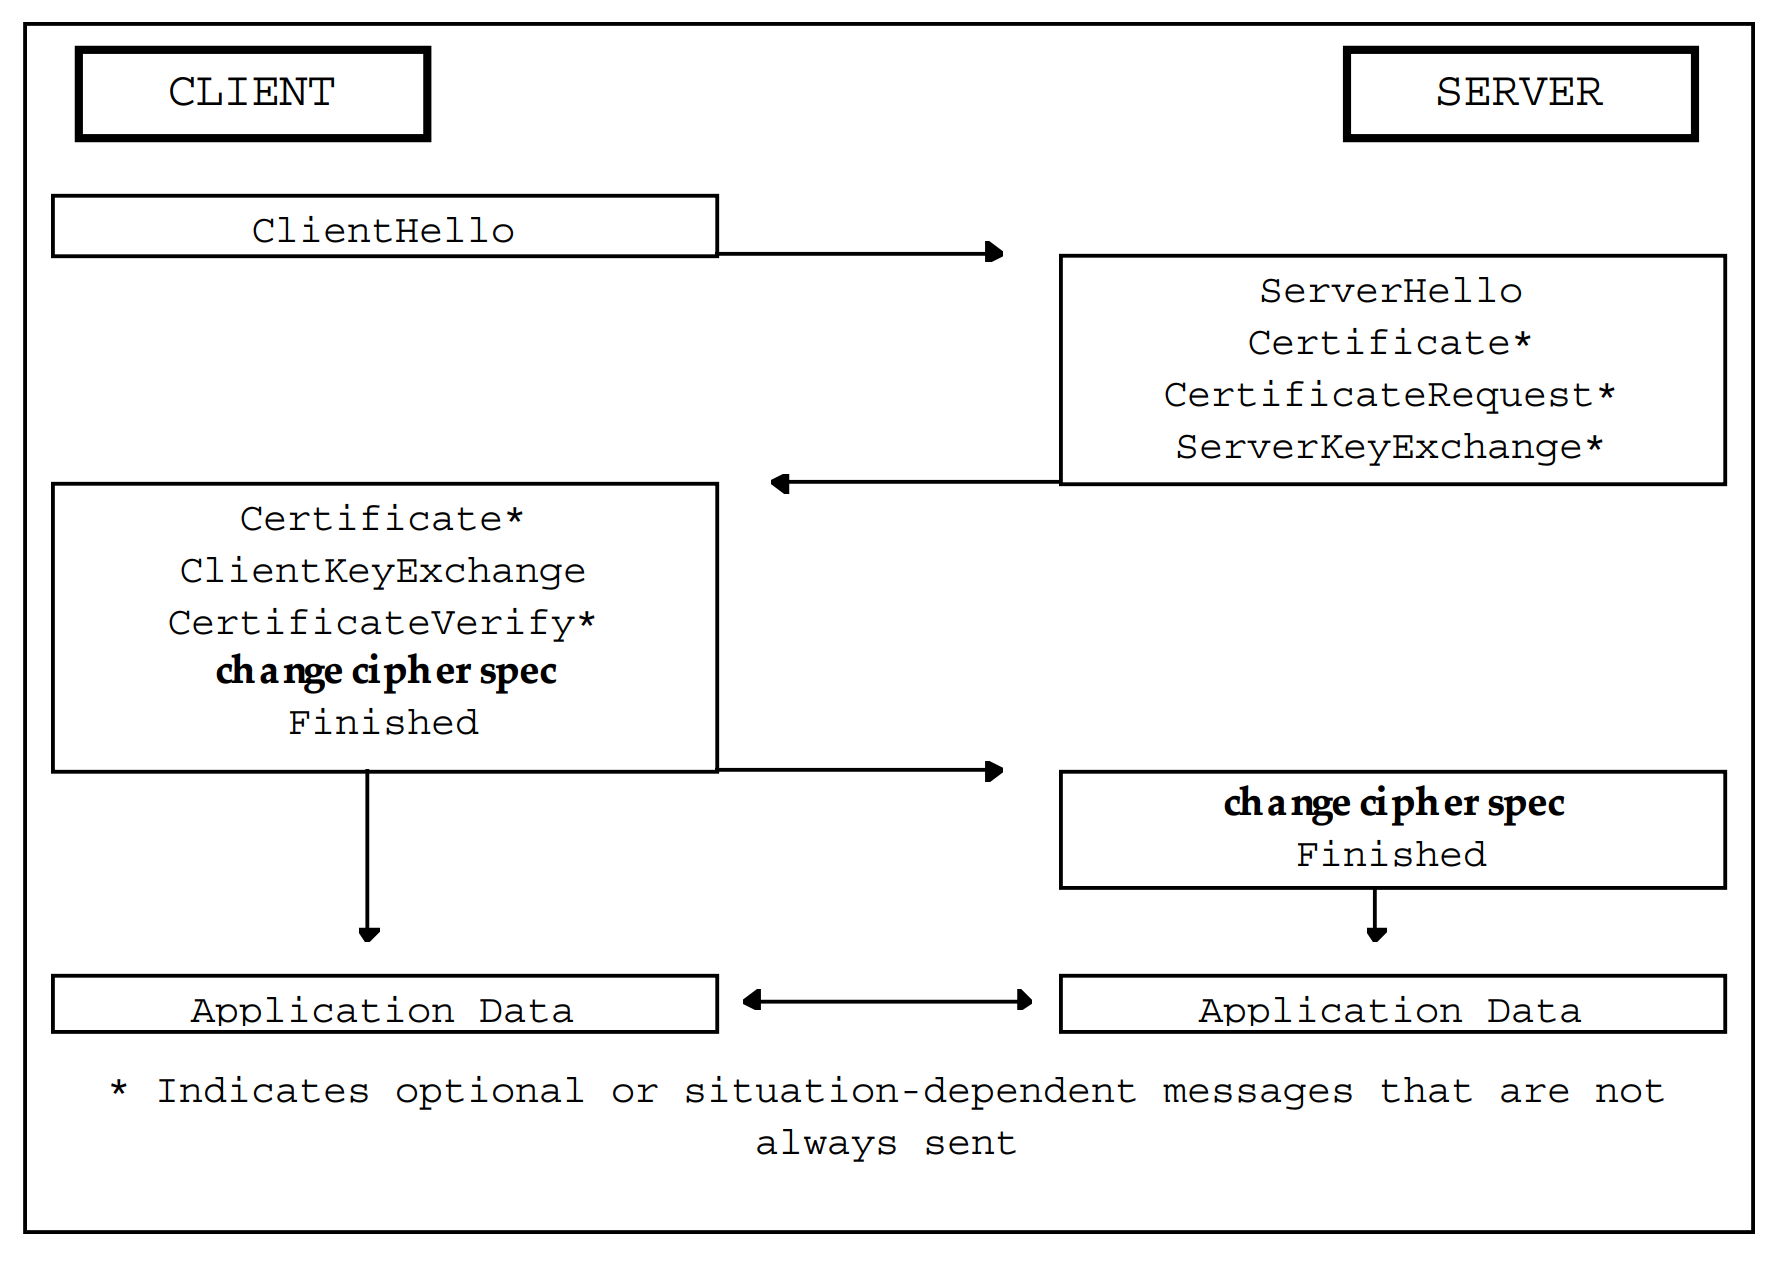 CLIENT
SERVER
ClientHello
ServerHello
Certificate*
CertificateRequest*
ServerKeyExchange*
Certificate*
ClientKeyExchange
CertificateVerify*
change cipher spec
Finished
change cipher spec
Finished
Application Data
Application Data
* Indicates optional or situation-dependent messages that are not
always sent